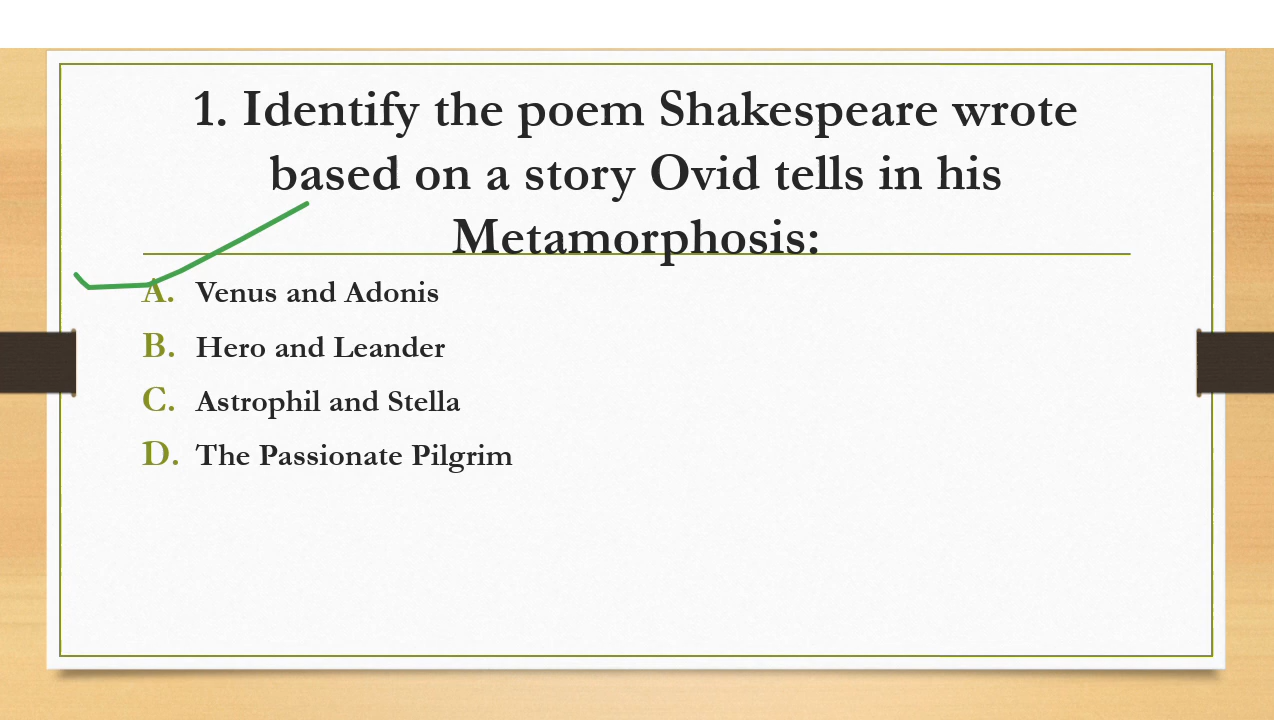 1. Identify the poem Shakespeare wrote
based on a story Ovid tells in his
Metamorphosis:
A. Venus and Adonis
B. Hero and Leander
C. Astrophil and Stella
D. The Passionate Pilgrim